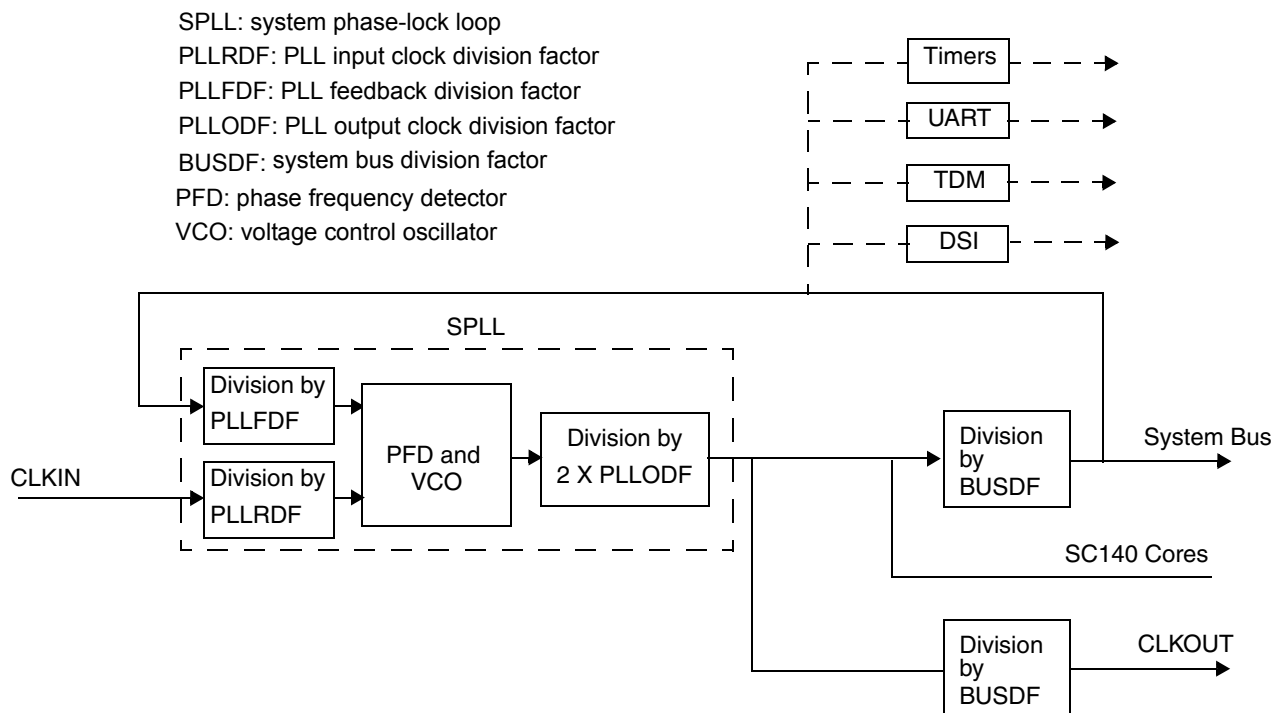 SPLL: system phase-lock loop
PLLRDF: PLL input clock division factor
PLLFDF: PLL feedback division factor
PLLODF: PLL output clock division factor
BUSDF: system bus division factor
PFD: phase frequency detector
VCO: voltage control oscillator
Timers
UART
TDM
DSI
SPLL
Division by
PLLFDF
CLKIN
Division by
PLLRDF
PFD and
VCO
Division by
2 X PLLODF
Division
by
BUSDF
System Bus
SC140 Cores
Division
by
BUSDF
CLKOUT